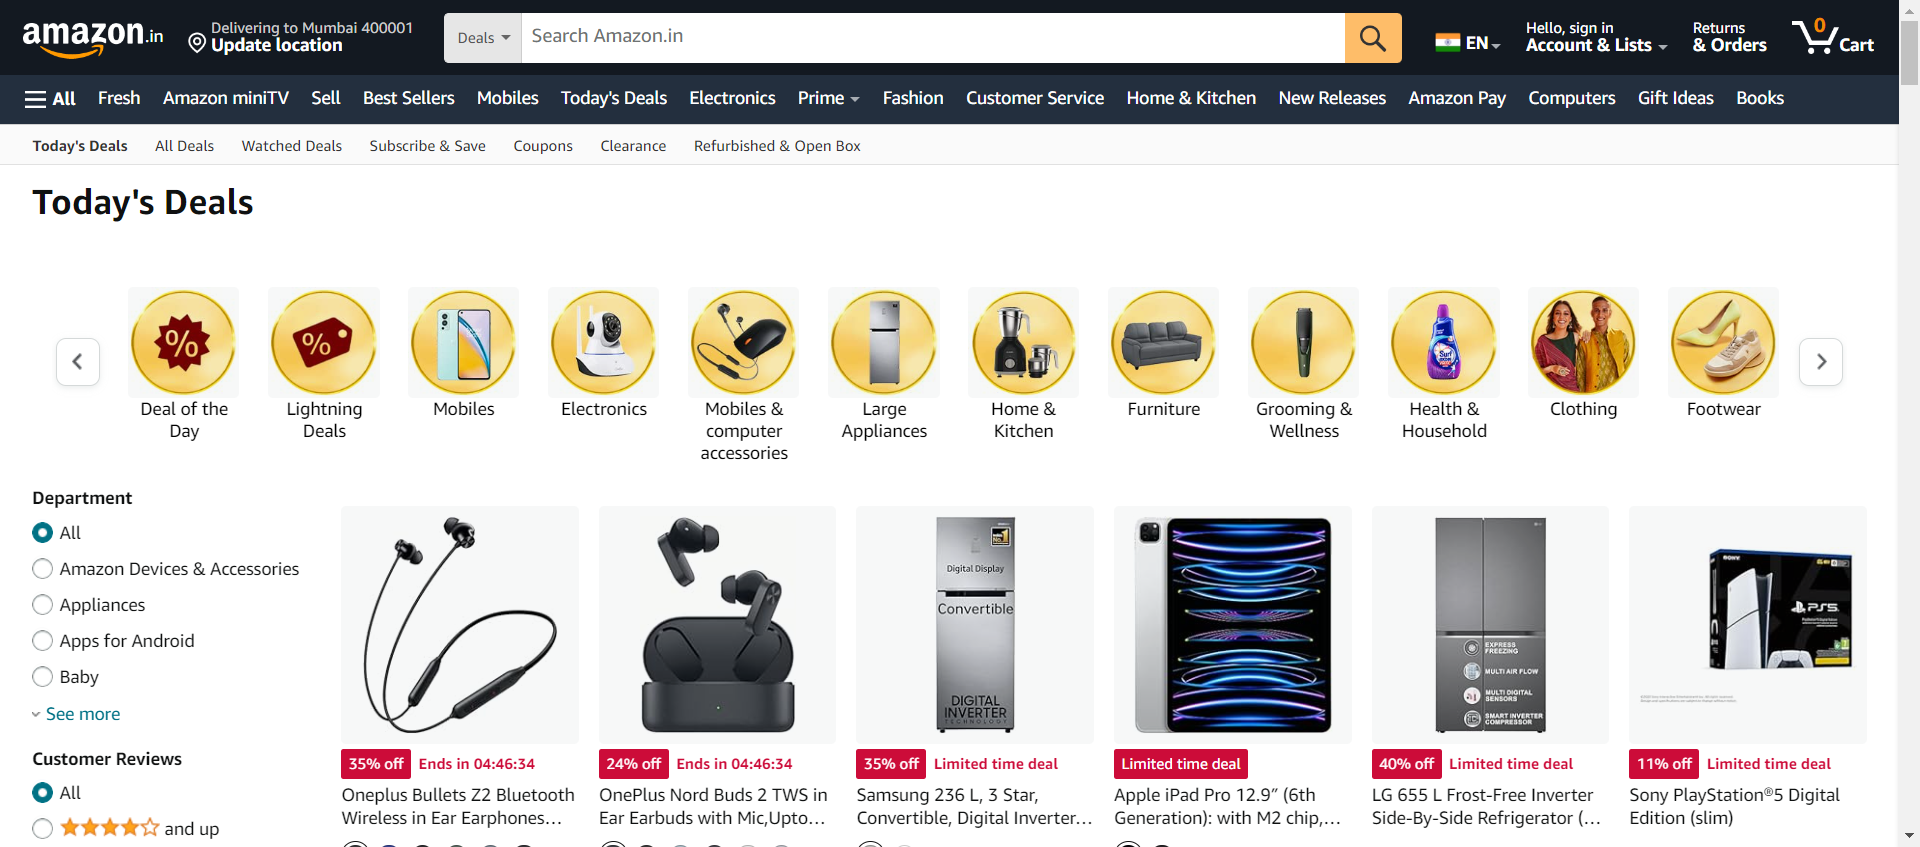 amazon.in
Delivering to Mumbai 400001
Update location
Deals
Search Amazon.in
EN
Hello, sign in
Account & Lists
Returns
& Orders
0
Cart
All
Fresh
Amazon miniTV
Sell
Best Sellers
Mobiles
Today's Deals
Electronics
Prime
Fashion
Customer Service
Home & Kitchen
New Releases
Amazon Pay
Computers
Gift Ideas
Books
Today's Deals
All Deals
Watched Deals
Subscribe & Save
Coupons
Clearance
Refurbished & Open Box
Today's Deals
%
%
Surf
Deal of the
Day
Lightning
Deals
Mobiles
Electronics
Mobiles &
computer
accessories
Large
Appliances
Home &
Kitchen
Furniture
Grooming &
Wellness
Health &
Household
Clothing
Footwear
Department
All
Amazon Devices & Accessories
Appliances
Apps for Android
Baby
See more
Customer Reviews
All
and up
35% off
Ends in 04:46:34
Oneplus Bullets Z2 Bluetooth
Wireless in Ear Earphones...
24% off
Ends in 04:46:34
OnePlus Nord Buds 2 TWS in
Ear Earbuds with Mic,Upto...
Digital Display
Convertible
DIGITAL
INVERTER
TECHNOLOGY
35% off
Limited time deal
Samsung 236 L, 3 Star,
Convertible, Digital Inverter...
Limited time deal
Apple iPad Pro 12.9″ (6th
Generation): with M2 chip,...
LG
EXPRESS
FREEZING
MULTI AIR FLOW
MULTI DIGITAL
SENSORS
SMART INVERTER
COMPRESSOR
40% off
Limited time deal
LG 655 L Frost-Free Inverter
Side-By-Side Refrigerator (...
SONY
PS5
11% off
Limited time deal
Sony PlayStation®5 Digital
Edition (slim)